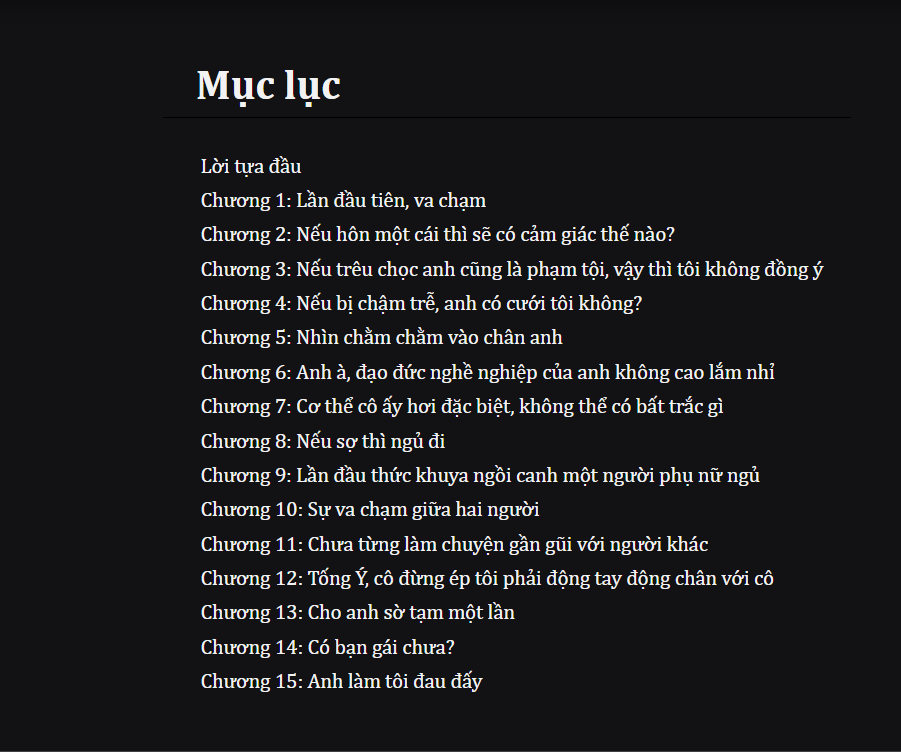 Mục lục
Lời tựa đầu
Chương 1: Lần đầu tiên, va chạm
Chương 2: Nếu hôn một cái thì sẽ có cảm giác thế nào?
Chương 3: Nếu trêu chọc anh cũng là phạm tội, vậy thì tôi không đồng ý
Chương 4: Nếu bị chậm trễ, anh có cưới tôi không?
Chương 5: Nhìn chằm chằm vào chân anh
Chương 6: Anh à, đạo đức nghề nghiệp của anh không cao lắm nhỉ
Chương 7: Cơ thể cô ấy hơi đặc biệt, không thể có bất trắc gì
Chương 8: Nếu sợ thì ngủ đi
Chương 9: Lần đầu thức khuya ngồi canh một người phụ nữ ngủ
Chương 10: Sự va chạm giữa hai người
Chương 11: Chưa từng làm chuyện gần gũi với người khác
Chương 12: Tống Ý, cô đừng ép tôi phải động tay động chân với cô
Chương 13: Cho anh sờ tạm một lần
Chương 14: Có bạn gái chưa?
Chương 15: Anh làm tôi đau đấy